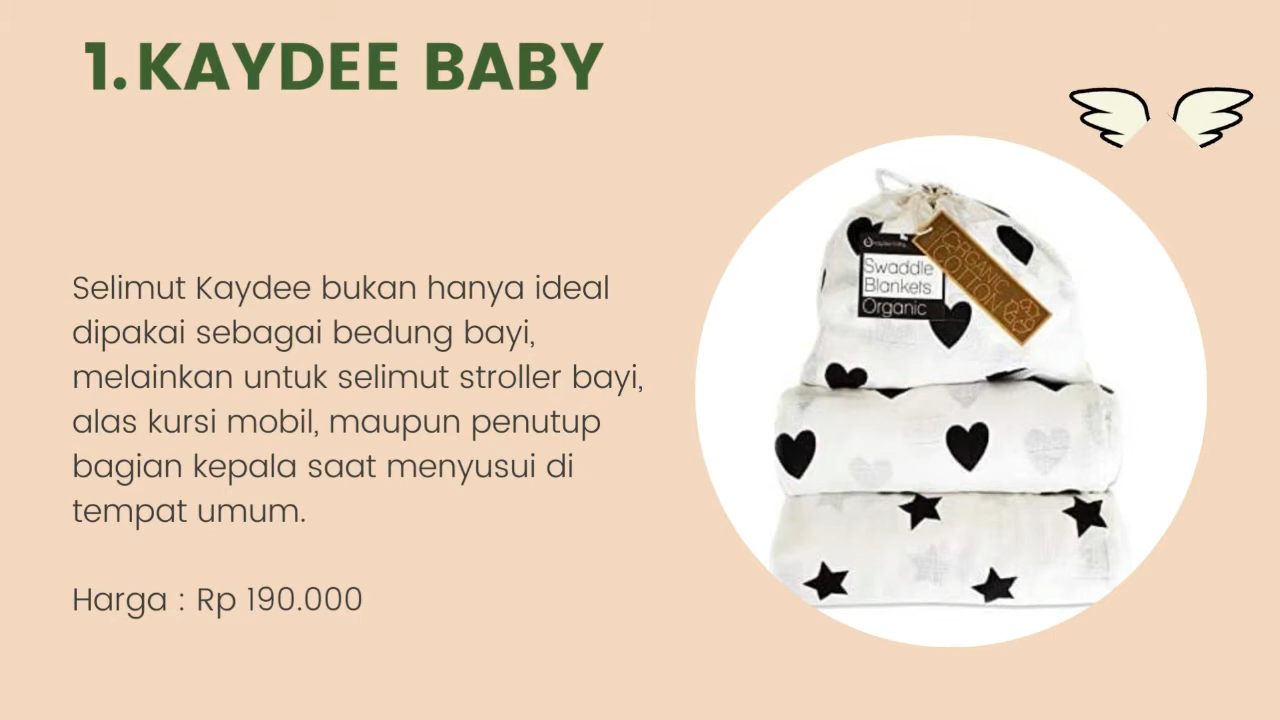 1. KAYDEE BABY
Selimut Kaydee bukan hanya ideal
dipakai sebagai bedung bayi,
melainkan untuk selimut stroller bayi,
alas kursi mobil, maupun penutup
bagian kepala saat menyusui di
tempat umum.
Harga : Rp 190.000
Swaddle
Blankets
Organic
ORGANIC
COTTON